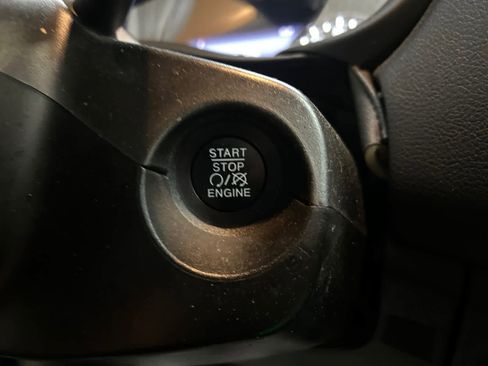 START
STOP
/
ENGINE